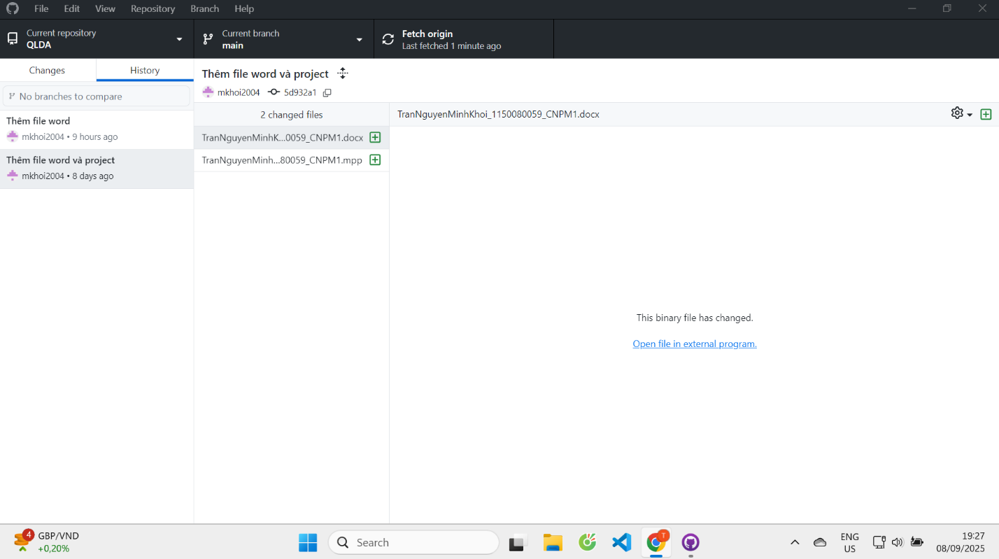 File Edit View Repository Branch Help
Current repository
QLDA
Current branch
main
Fetch origin
Last fetched 1 minute ago
Changes
History
No branches to compare
Thêm file word
mkhoi2004 • 9 hours ago
Thêm file word và project
mkhoi2004 • 8 days ago
Thêm file word và project
mkhoi2004 5d932a1
2 changed files
TranNguyenMinhK...0059_CNPM1.docx
TranNguyenMinh...80059_CNPM1.mpp
TranNguyenMinhKhoi_1150080059_CNPM1.docx
This binary file has changed.
Open file in external program.
4
GBP/VND
+0,20%
Search
T
ENG
US
19:27
08/09/2025